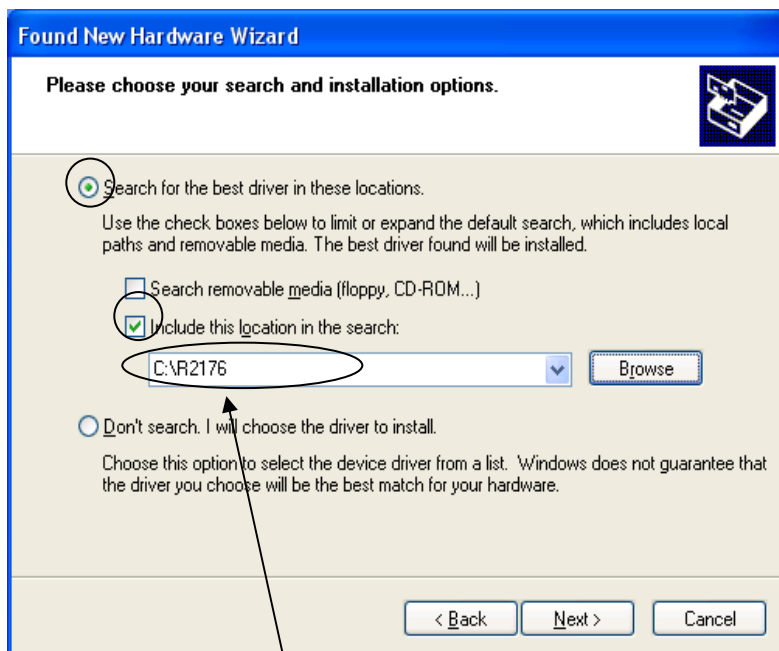 Found New Hardware Wizard
Please choose your search and installation options.
Search for the best driver in these locations.
Use the check boxes below to limit or expand the default search, which includes local
paths and removable media. The best driver found will be installed.
Search removable media (floppy, CD-ROM...)
Include this location in the search:
C:\R2176
Browse
Don't search. I will choose the driver to install.
Choose this option to select the device driver from a list. Windows does not guarantee that
the driver you choose will be the best match for your hardware.
< Back Next > Cancel